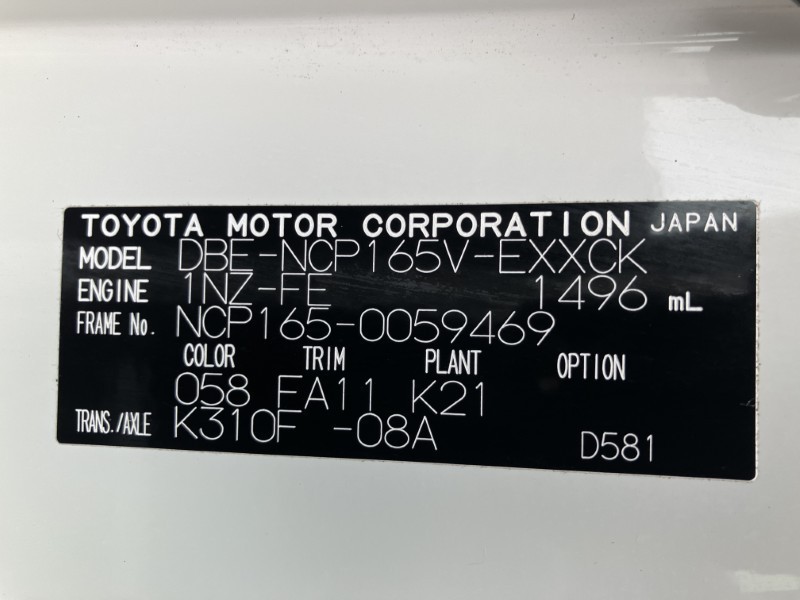 TOYOTA MOTOR CORPORATION JAPAN
MODEL DBE-NCP165V-EXXCK
ENGINE 1NZ-FE 1496 mL
FRAME No. NCP165-0059469
COLOR TRIM PLANT OPTION
058 FA11 K21
TRANS./AXLE K310F -08A
D581